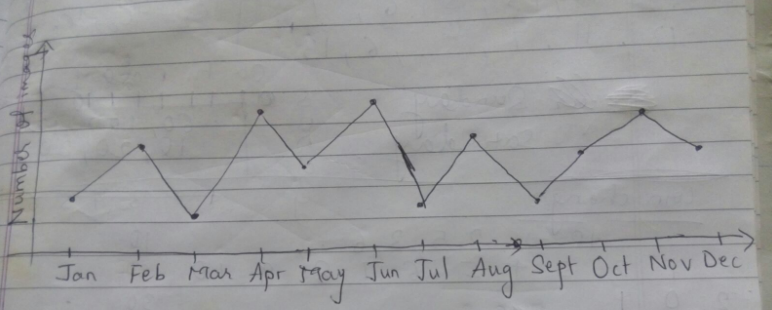 Number of images
Jan Feb Mar Apr May Jun Jul Aug Sept Oct Nov Dec